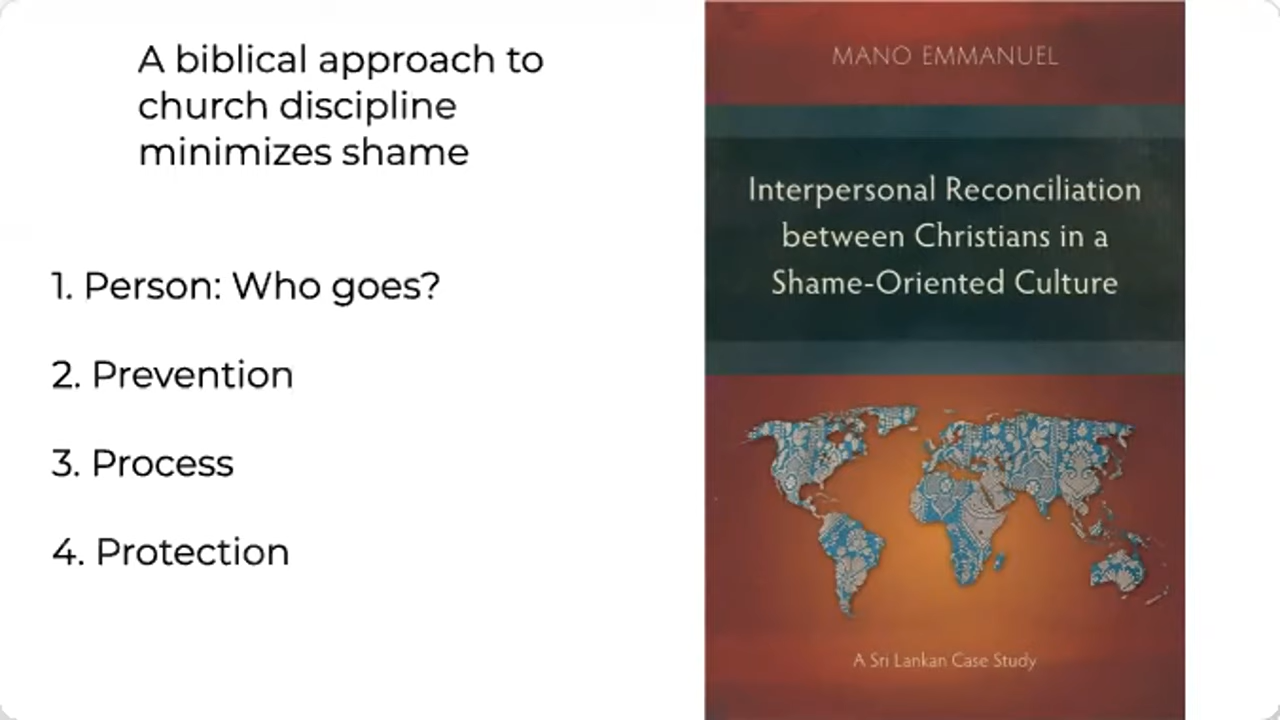 A biblical approach to
church discipline
minimizes shame
1. Person: Who goes?
2. Prevention
3. Process
4. Protection
MANO EMMANUEL
Interpersonal Reconciliation
between Christians in a
Shame-Oriented Culture
A Sri Lankan Case Study